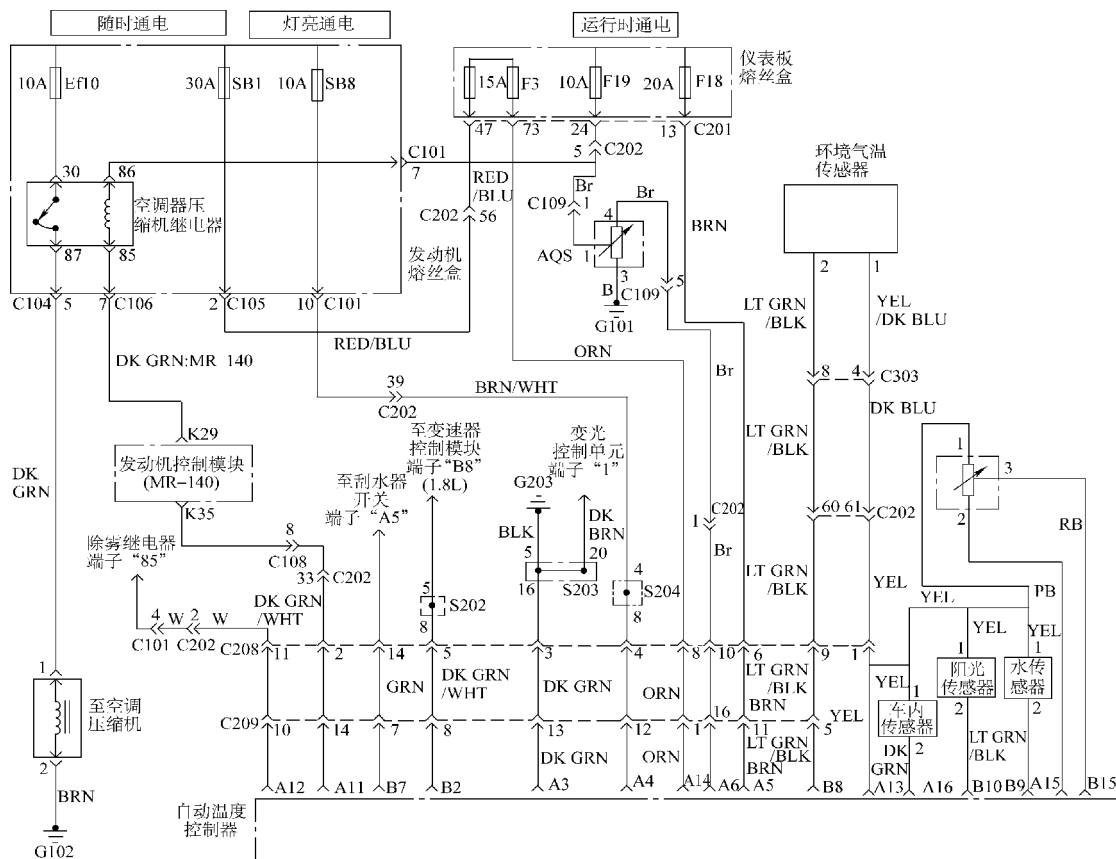 随时通电
灯亮通电
运行时通电
10A Ef10
30A SB1
10A SB8
15A F3
10A F19
20A F18
仪表板
熔丝盒
47 73 24 13 C201
5 C202
C101
7
30 86
空调器压
缩机继电器
87 85
RED
/BLU
C202 56
发动机
熔丝盒
Br
C109 1
AQS
4
1
3
B
G101
Br
5
C109
BRN
环境气温
传感器
2 1
LT GRN
/BLK
YEL
/DK BLU
C104 5 7 C106 2 C105 10 C101
RED/BLU
DK GRN:MR 140
ORN
Br
8 4 C303
DK BLU
39
C202
BRN/WHT
K29
发动机控制模块
(MR-140)
K35
DK
GRN
至变速器
控制模块
端子“B8”
(1.8L)
变光
控制单元
端子“1”
至刮水器
开关
端子“A5”
G203
BLK
DK
BRN
5 20
16 S203
LT GRN
/BLK
1
3
2
RB
60 61 C202
1 C202
Br
8
C108
33 C202
除雾继电器
端子“85”
4 W 2 W
C101 C202
DK GRN
/WHT
5
S202
8
4
S204
8
LT GRN
/BLK
YEL
YEL
PB
YEL
YEL
C208 11 2 14 5 3 4 8 10 6 9 1
GRN
DK GRN
/WHT
DK GRN
ORN
LT GRN
/BLK
BRN
YEL
1
阳光
传感器
2
1
水传
感器
2
1
车内
传感器
2
1
至空调
压缩机
2
BRN
G102
C209 10 14 7 8 13 12 1 16 11 5
YEL
DK GRN
ORN
LT GRN
/BLK
BRN
DK
GRN
LT GRN
/BLK
A12 A11 B7 B2 A3 A4 A14 A6 A5 B8 A13 A16 B10 B9 A15 B15
自动温度
控制器